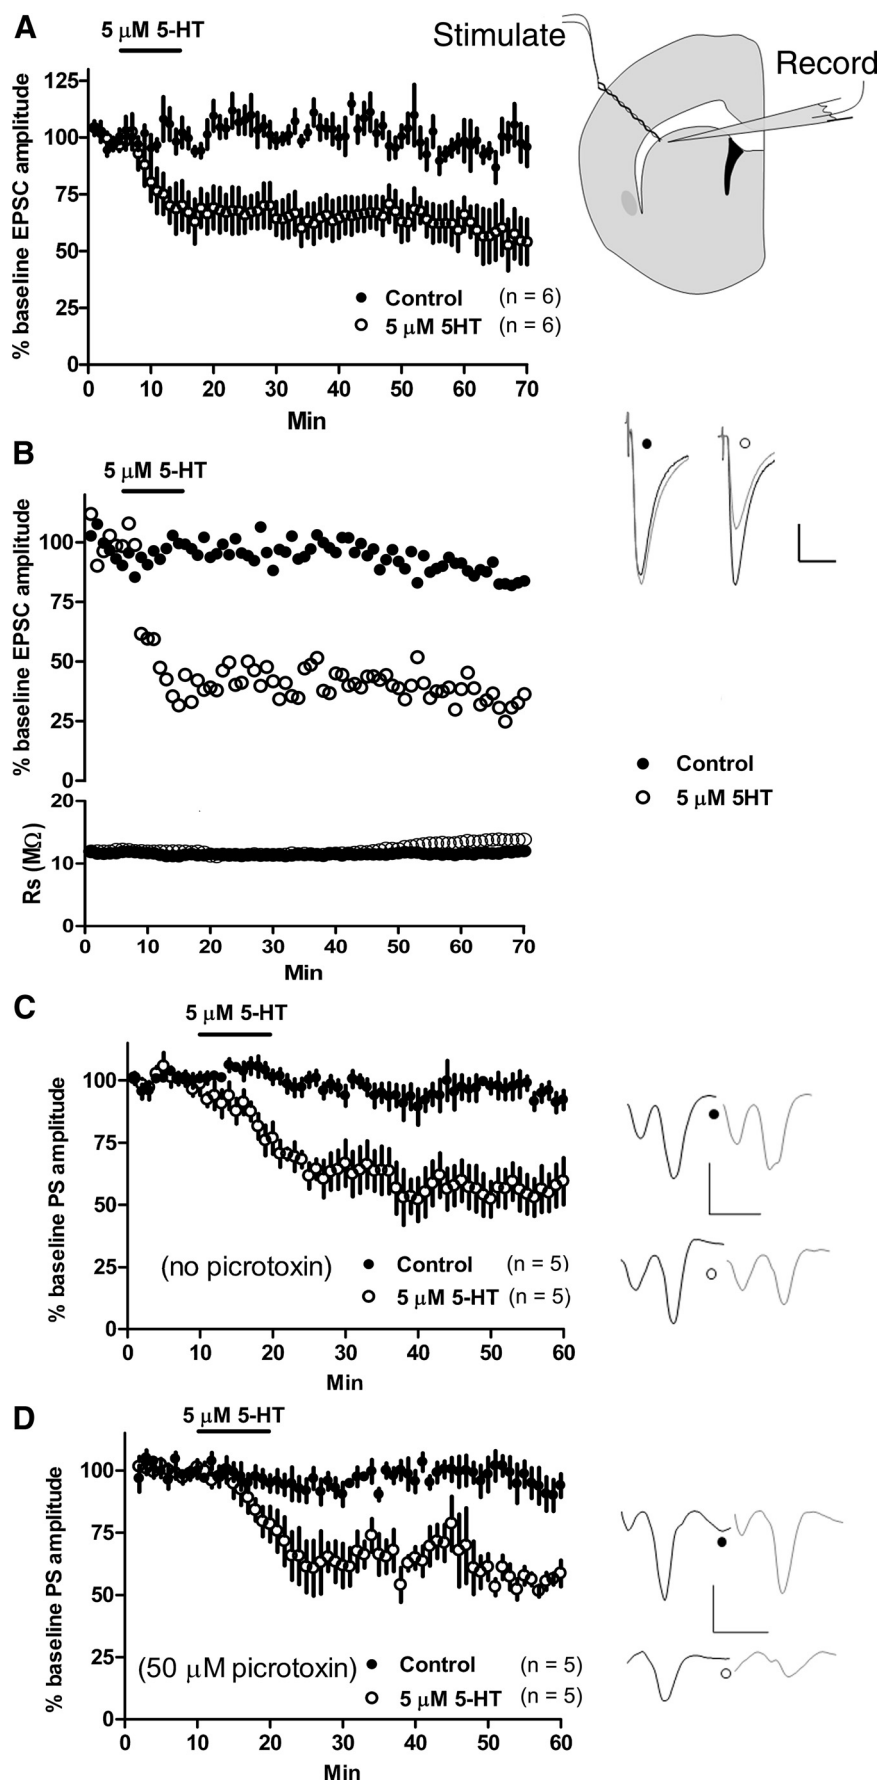 A
5 μM 5-HT
Stimulate
Record
% baseline EPSC amplitude
125
100
75
50
25
0
Control (n = 6)
5 μM 5HT (n = 6)
0 10 20 30 40 50 60 70
Min
B
5 μM 5-HT
% baseline EPSC amplitude
100
75
50
25
0
Control
5 μM 5HT
Rs (MΩ)
20
10
0
0 10 20 30 40 50 60 70
Min
C
5 μM 5-HT
% baseline PS amplitude
100
75
50
25
0
(no picrotoxin)
Control (n = 5)
5 μM 5-HT (n = 5)
0 10 20 30 40 50 60
Min
D
5 μM 5-HT
% baseline PS amplitude
100
75
50
25
0
(50 μM picrotoxin)
Control (n = 5)
5 μM 5-HT (n = 5)
0 10 20 30 40 50 60
Min